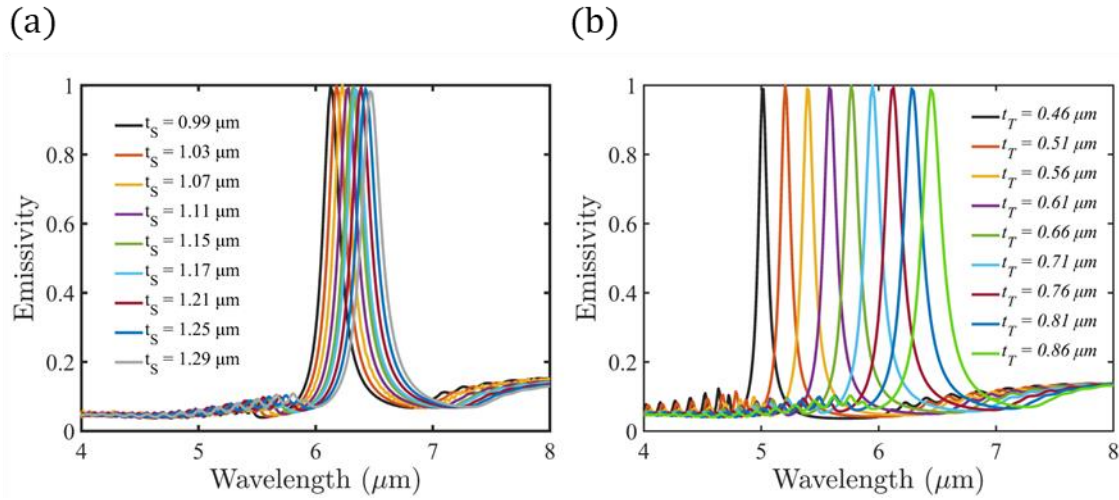 (a)
(b)
1
0.8
0.6
0.4
0.2
0
Emissivity
t_S = 0.99 μm
t_S = 1.03 μm
t_S = 1.07 μm
t_S = 1.11 μm
t_S = 1.15 μm
t_S = 1.17 μm
t_S = 1.21 μm
t_S = 1.25 μm
t_S = 1.29 μm
4 5 6 7 8
Wavelength (μm)
1
0.8
0.6
0.4
0.2
0
Emissivity
t_T = 0.46 μm
t_T = 0.51 μm
t_T = 0.56 μm
t_T = 0.61 μm
t_T = 0.66 μm
t_T = 0.71 μm
t_T = 0.76 μm
t_T = 0.81 μm
t_T = 0.86 μm
4 5 6 7 8
Wavelength (μm)